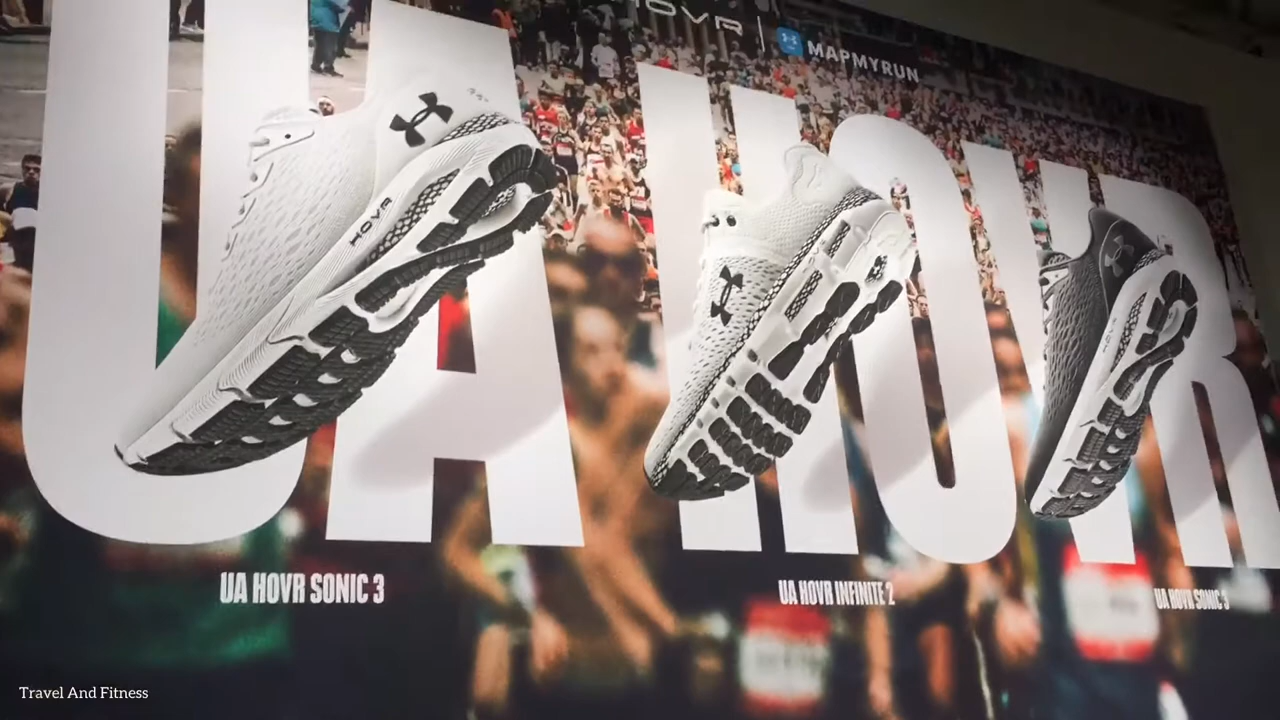 HOVR
MAPMYRUN
UA HOVR
HOVR
UA HOVR SONIC 3
UA HOVR INFINITE 2
UA HOVR SONIC 3
Travel And Fitness